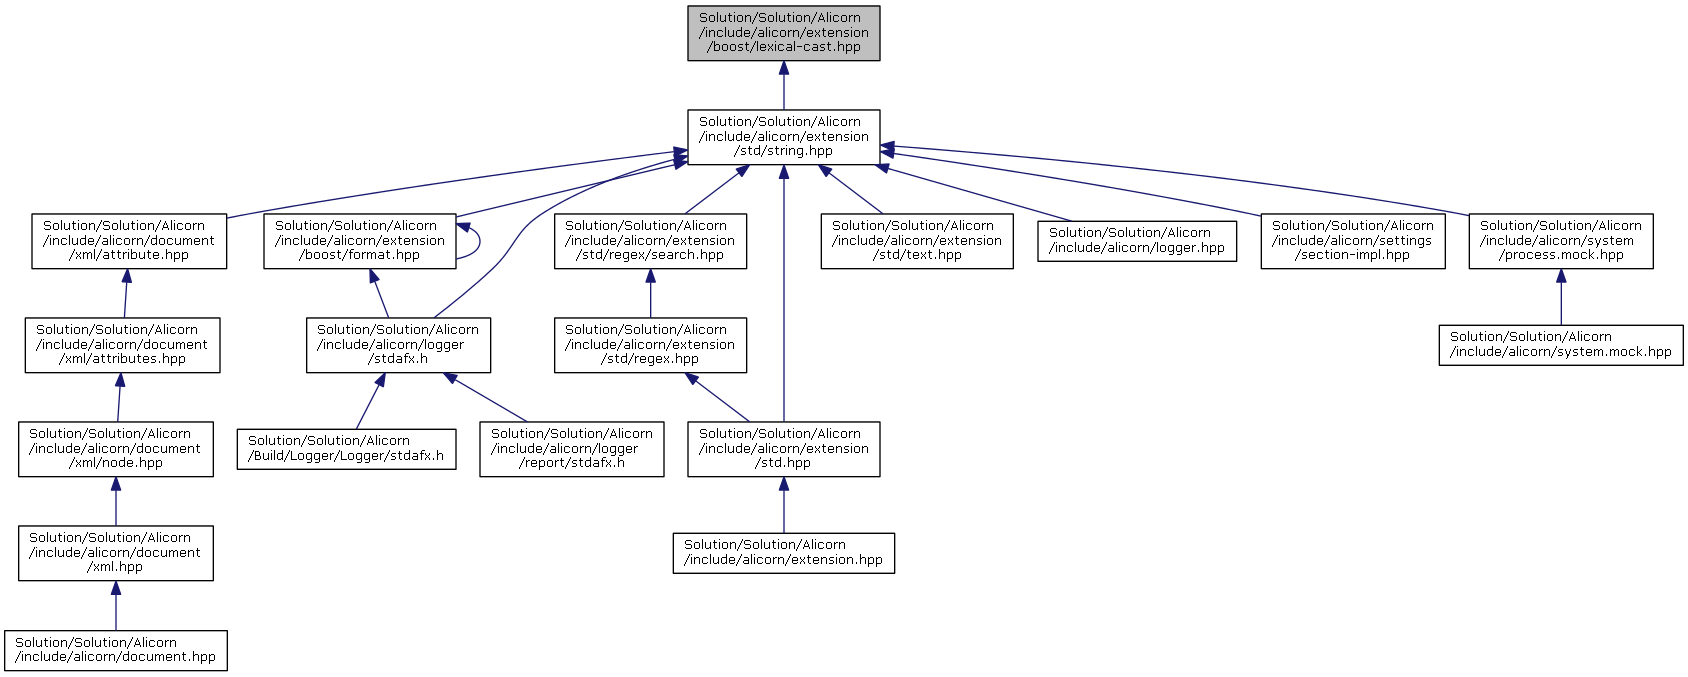 Solution/Solution/Alicorn
/include/alicorn/extension
/boost/lexical-cast.hpp
Solution/Solution/Alicorn
/include/alicorn/extension
/std/string.hpp
Solution/Solution/Alicorn
/include/alicorn/document
/xml/attribute.hpp
Solution/Solution/Alicorn
/include/alicorn/extension
/boost/format.hpp
Solution/Solution/Alicorn
/include/alicorn/extension
/std/regex/search.hpp
Solution/Solution/Alicorn
/include/alicorn/extension
/std/text.hpp
Solution/Solution/Alicorn
/include/alicorn/logger.hpp
Solution/Solution/Alicorn
/include/alicorn/settings
/section-impl.hpp
Solution/Solution/Alicorn
/include/alicorn/system
/process.mock.hpp
Solution/Solution/Alicorn
/include/alicorn/document
/xml/attributes.hpp
Solution/Solution/Alicorn
/include/alicorn/logger
/stdafx.h
Solution/Solution/Alicorn
/include/alicorn/extension
/std/regex.hpp
Solution/Solution/Alicorn
/include/alicorn/system.mock.hpp
Solution/Solution/Alicorn
/include/alicorn/document
/xml/node.hpp
Solution/Solution/Alicorn
/Build/Logger/Logger/stdafx.h
Solution/Solution/Alicorn
/include/alicorn/logger
/report/stdafx.h
Solution/Solution/Alicorn
/include/alicorn/extension
/std.hpp
Solution/Solution/Alicorn
/include/alicorn/document
/xml.hpp
Solution/Solution/Alicorn
/include/alicorn/extension.hpp
Solution/Solution/Alicorn
/include/alicorn/document.hpp